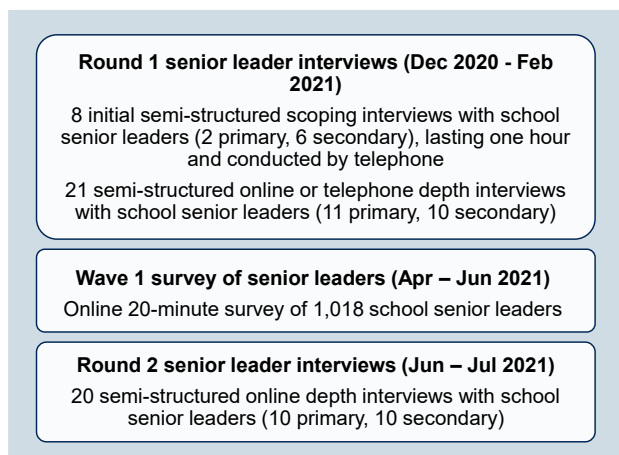 Round 1 senior leader interviews (Dec 2020 - Feb
2021)
8 initial semi-structured scoping interviews with school
senior leaders (2 primary, 6 secondary), lasting one hour
and conducted by telephone
21 semi-structured online or telephone depth interviews
with school senior leaders (11 primary, 10 secondary)
Wave 1 survey of senior leaders (Apr – Jun 2021)
Online 20-minute survey of 1,018 school senior leaders
Round 2 senior leader interviews (Jun – Jul 2021)
20 semi-structured online depth interviews with school
senior leaders (10 primary, 10 secondary)